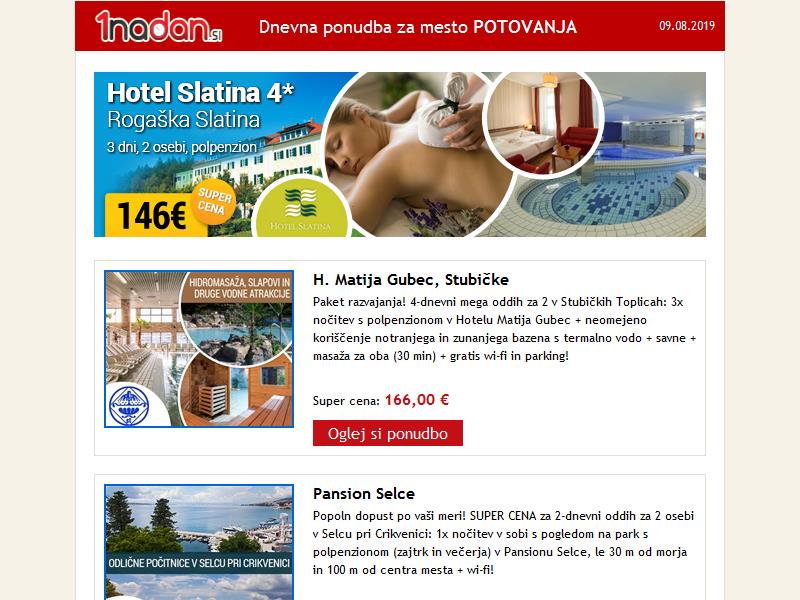 1nadan.si
Dnevna ponudba za mesto POTOVANJA
09.08.2019
Hotel Slatina 4*
Rogaška Slatina
3 dni, 2 osebi, polpenzion
146€
SUPER
CENA
HOTEL SLATINA
HIDROMASAŽA, SLAPOVI IN
DRUGE VODNE ATRAKCIJE
H. Matija Gubec, Stubičke
Paket razvajanja! 4-dnevni mega oddih za 2 v Stubičkih Toplicah: 3x
nočitev s polpenzionom v Hotelu Matija Gubec + neomejeno
koriščenje notranjega in zunanjega bazena s termalno vodo + savne +
masaža za oba (30 min) + gratis wi-fi in parking!
Super cena: 166,00 €
Oglej si ponudbo
ODLIČNE POČITNICE V SELCU PRI CRIKVENICI
Pansion Selce
Popoln dopust po vaši meri! SUPER CENA za 2-dnevni oddih za 2 osebi
v Selcu pri Crikvenici: 1x nočitev v sobi s pogledom na park s
polpenzionom (zajtrk in večerja) v Pansionu Selce, le 30 m od morja
in 100 m od centra mesta + wi-fi!